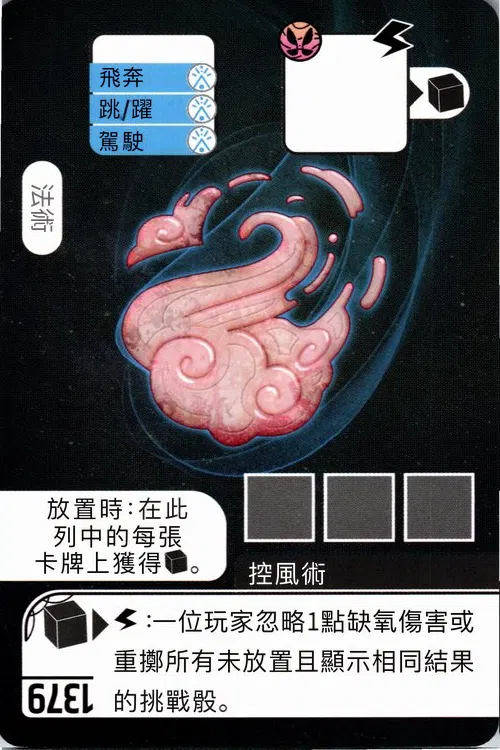 飛奔
跳/躍
駕駛
法術
放置時:在此
列中的每張
卡牌上獲得。
控風術
:一位玩家忽略1點缺氧傷害或
重擲所有未放置且顯示相同結果
的挑戰骰。
1379